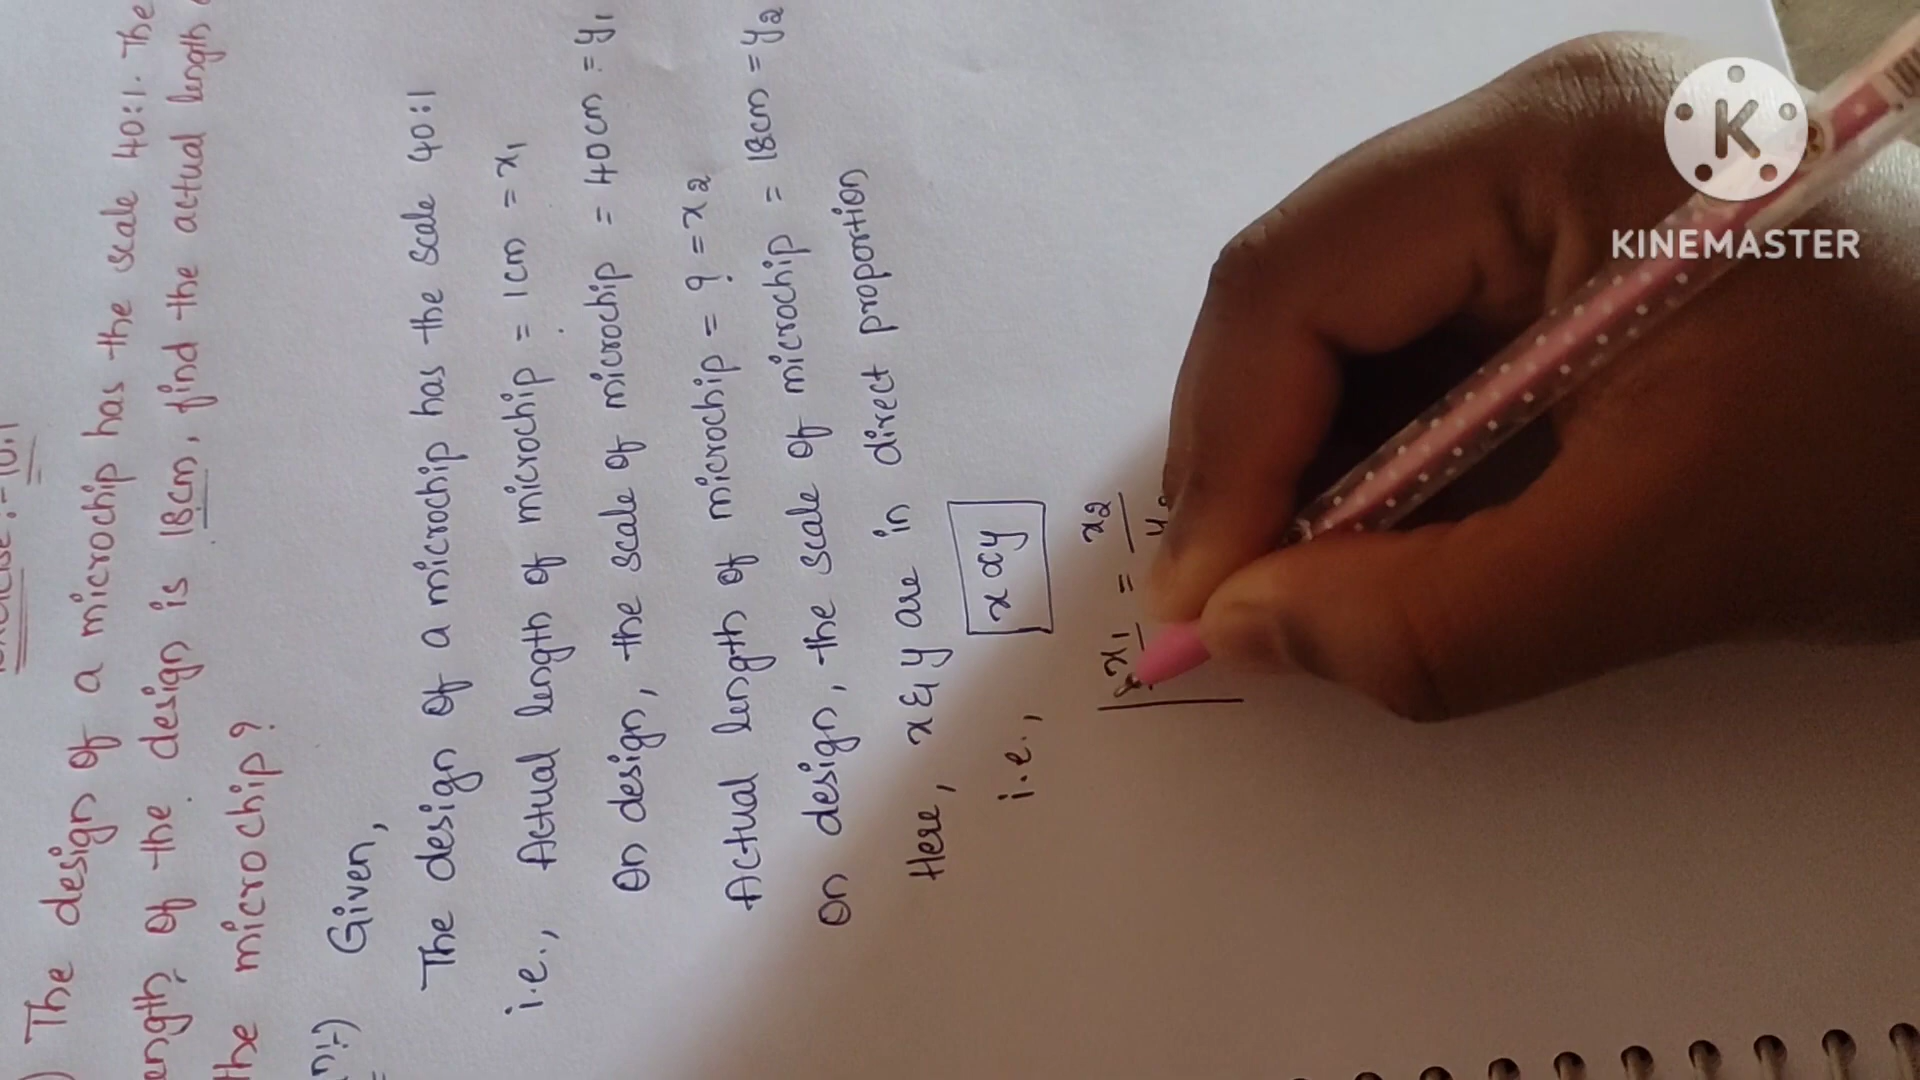 The design of a microchip has the scale 40:1. The
length of the design is 18cm, find the actual length
the microchip?
Given,
The design of a microchip has the scale 40:1
i.e., Actual length of microchip = 1cm = x1
On design, the scale of microchip = 40cm = y1
Actual length of microchip = ? = x2
On design, the scale of microchip = 18cm = y2
Here, x & y are in direct proportion
i.e., x α y
x1 = x2
KINEMASTER